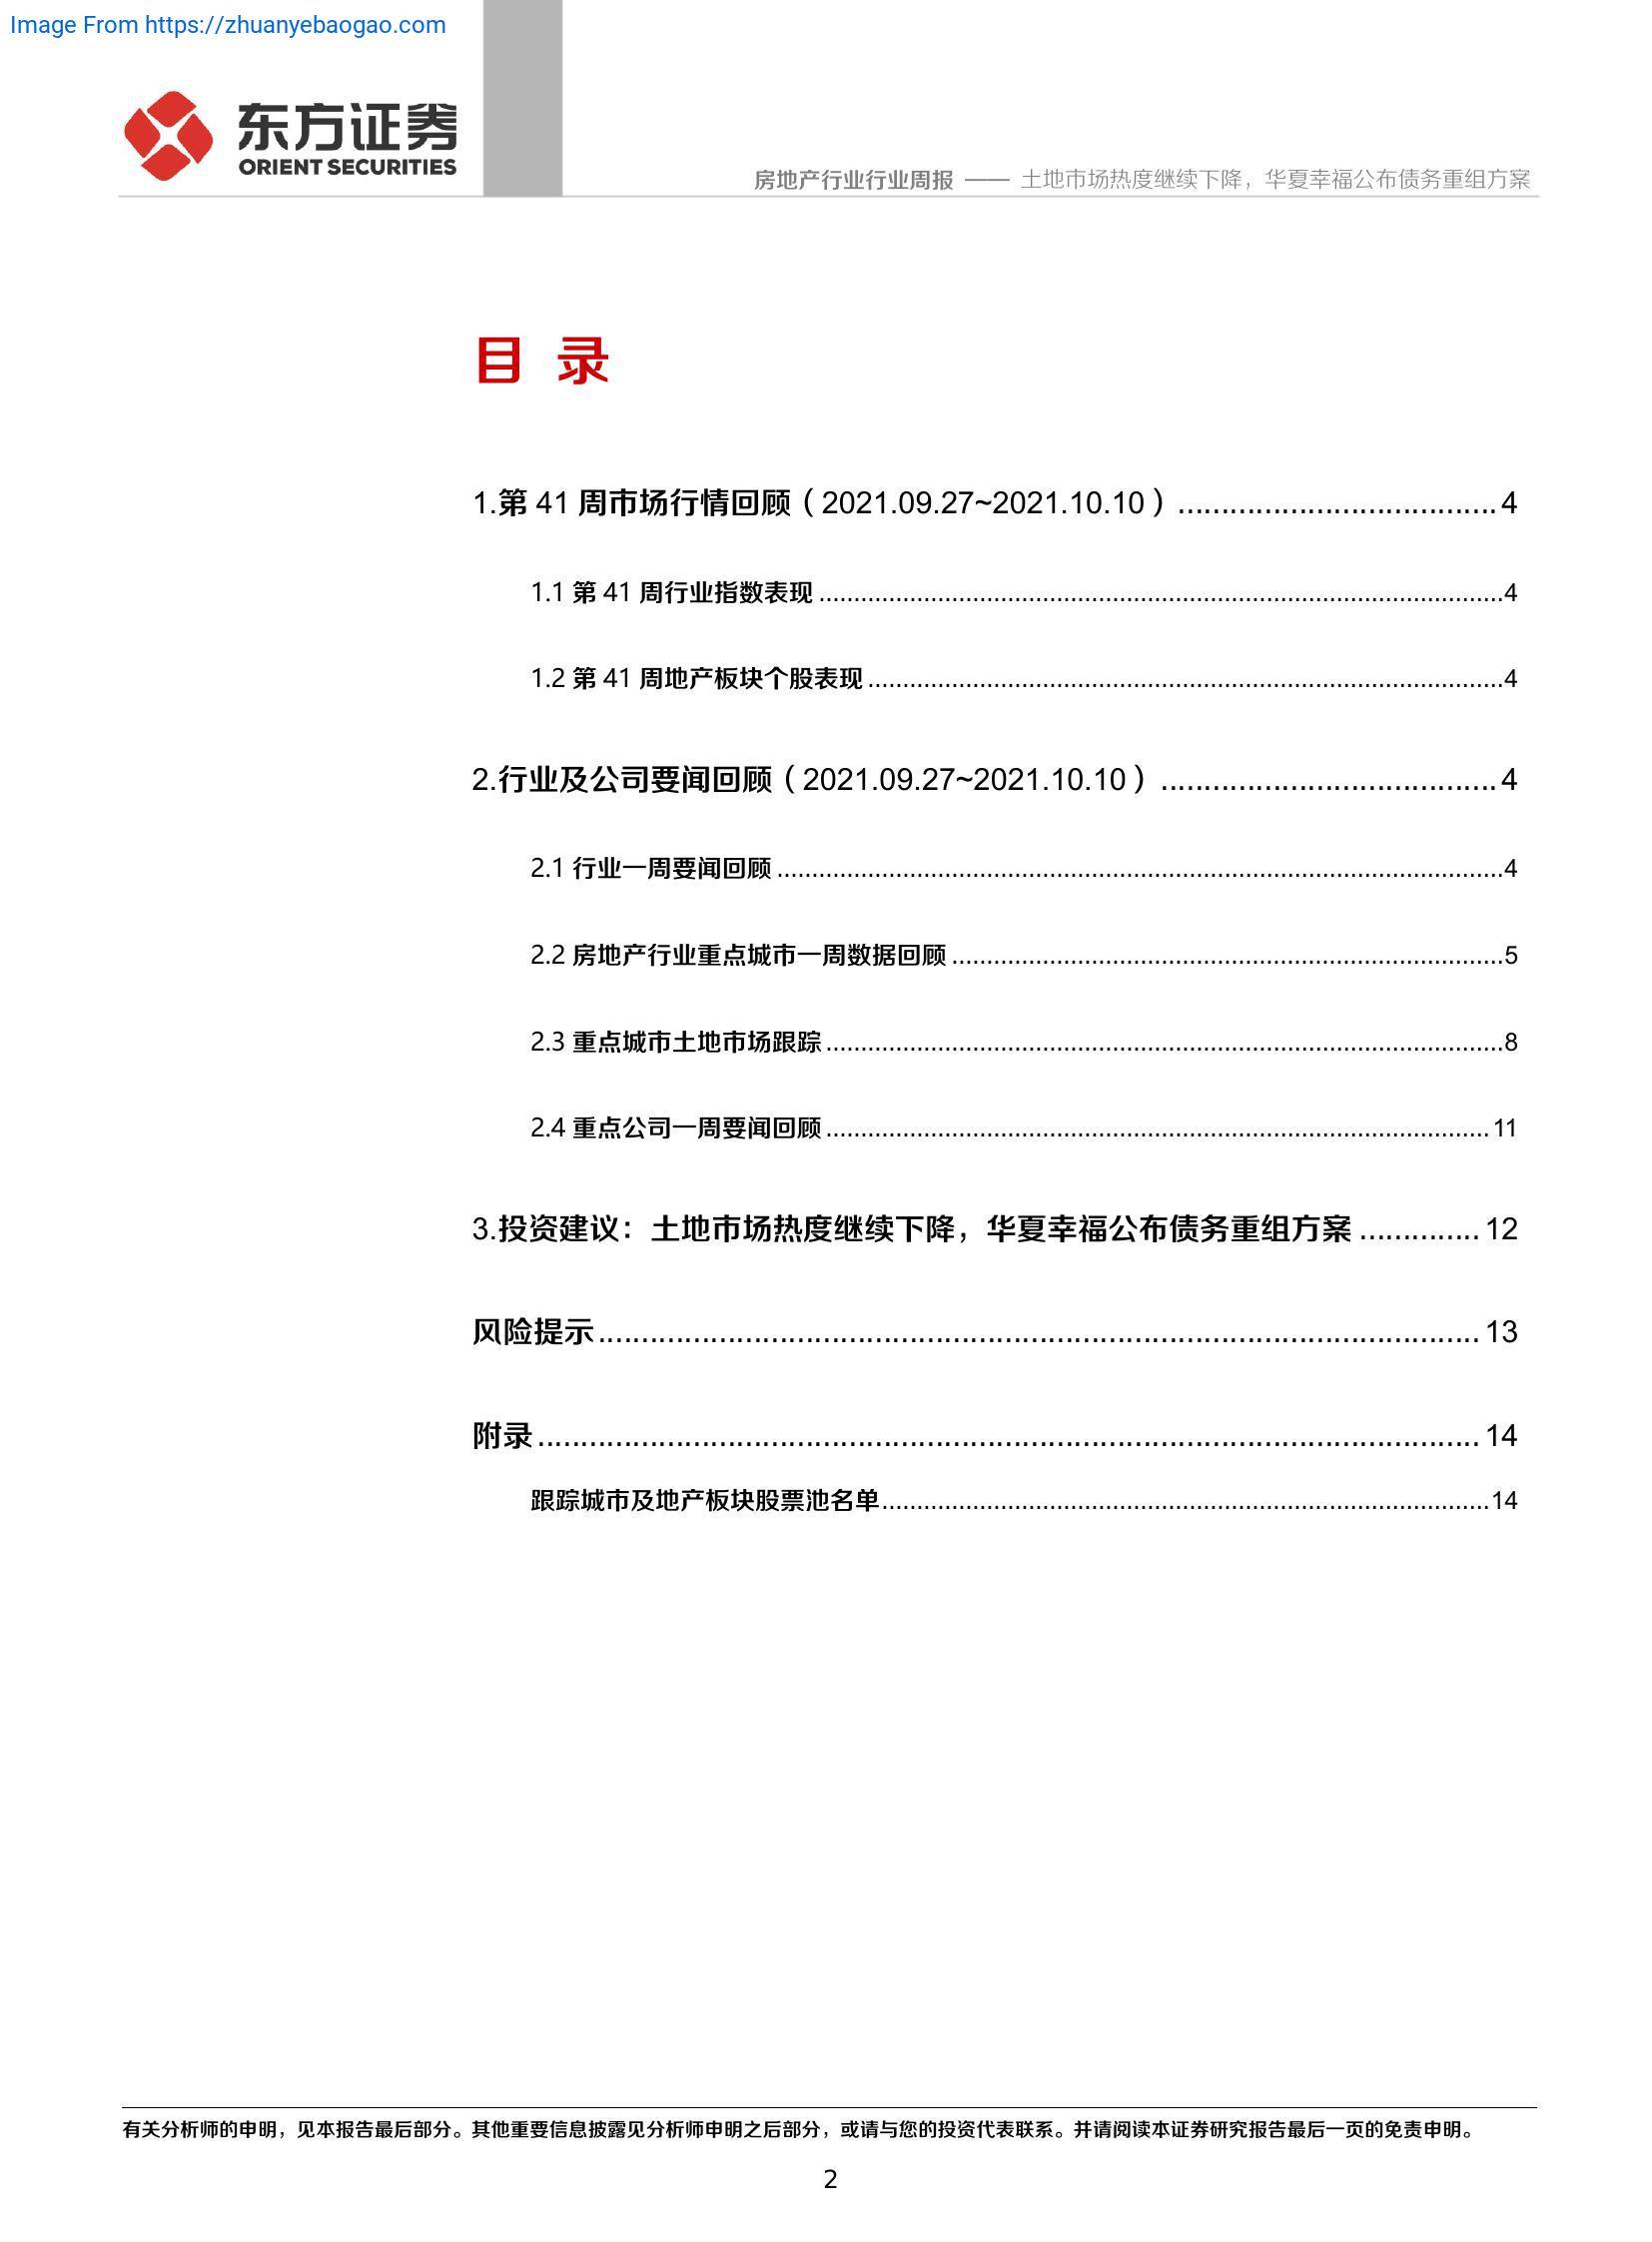 Image From https://zhuanyebaogao.com
东方证券
ORIENT SECURITIES
房地产行业行业周报 —— 土地市场热度继续下降，华夏幸福公布债务重组方案
目 录
1.第 41 周市场行情回顾（2021.09.27~2021.10.10）..................................... 4
1.1 第 41 周行业指数表现 ..................................................................................................4
1.2 第 41 周地产板块个股表现 ...........................................................................................4
2.行业及公司要闻回顾（2021.09.27~2021.10.10）....................................... 4
2.1 行业一周要闻回顾 ........................................................................................................4
2.2 房地产行业重点城市一周数据回顾 ...............................................................................5
2.3 重点城市土地市场跟踪 .................................................................................................8
2.4 重点公司一周要闻回顾 ............................................................................................... 11
3.投资建议：土地市场热度继续下降，华夏幸福公布债务重组方案 .............. 12
风险提示 ...................................................................................................... 13
附录 ............................................................................................................. 14
跟踪城市及地产板块股票池名单.......................................................................................14
有关分析师的申明，见本报告最后部分。其他重要信息披露见分析师申明之后部分，或请与您的投资代表联系。并请阅读本证券研究报告最后一页的免责申明。
2